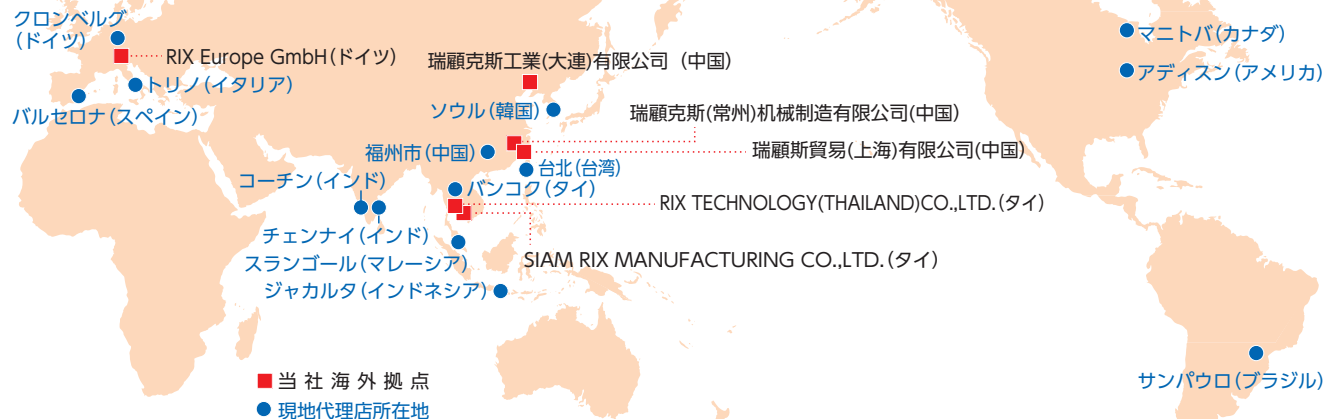 クロンベルグ
(ドイツ)
RIX Europe GmbH(ドイツ)
トリノ(イタリア)
バルセロナ(スペイン)
瑞顧克斯工業(大連)有限公司 (中国)
ソウル(韓国)
瑞顧克斯(常州)机械制造有限公司(中国)
福州市(中国)
瑞顧斯貿易(上海)有限公司(中国)
台北(台湾)
コーチン(インド)
バンコク(タイ)
RIX TECHNOLOGY(THAILAND)CO.,LTD.(タイ)
チェンナイ(インド)
スランゴール(マレーシア)
SIAM RIX MANUFACTURING CO.,LTD.(タイ)
ジャカルタ(インドネシア)
マニトバ(カナダ)
アディスン(アメリカ)
サンパウロ(ブラジル)
当社海外拠点
現地代理店所在地